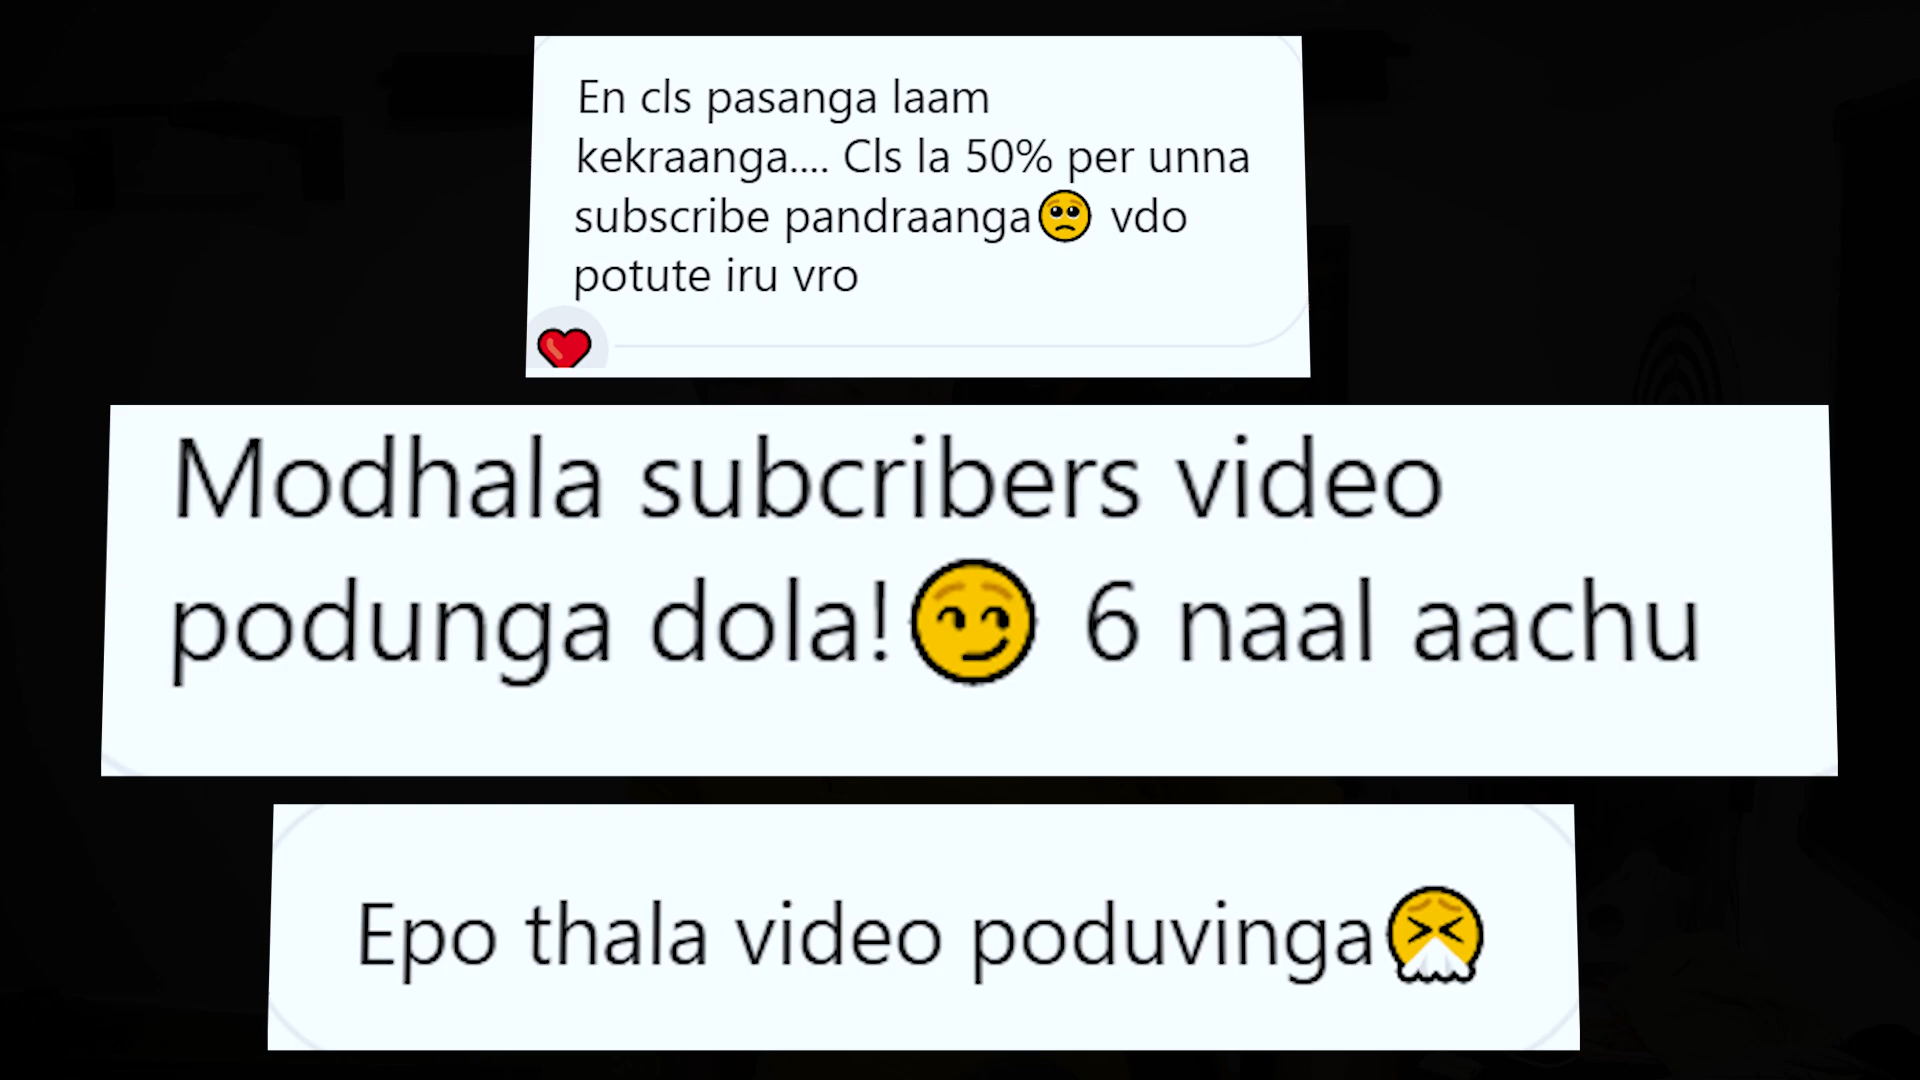 En cls pasanga laam
kekraanga.... Cls la 50% per unna
subscribe pandraanga🥺 vdo
potute iru vro
Modhala subcribers video
podunga dola!😏 6 naal aachu
Epo thala video poduvinga😤